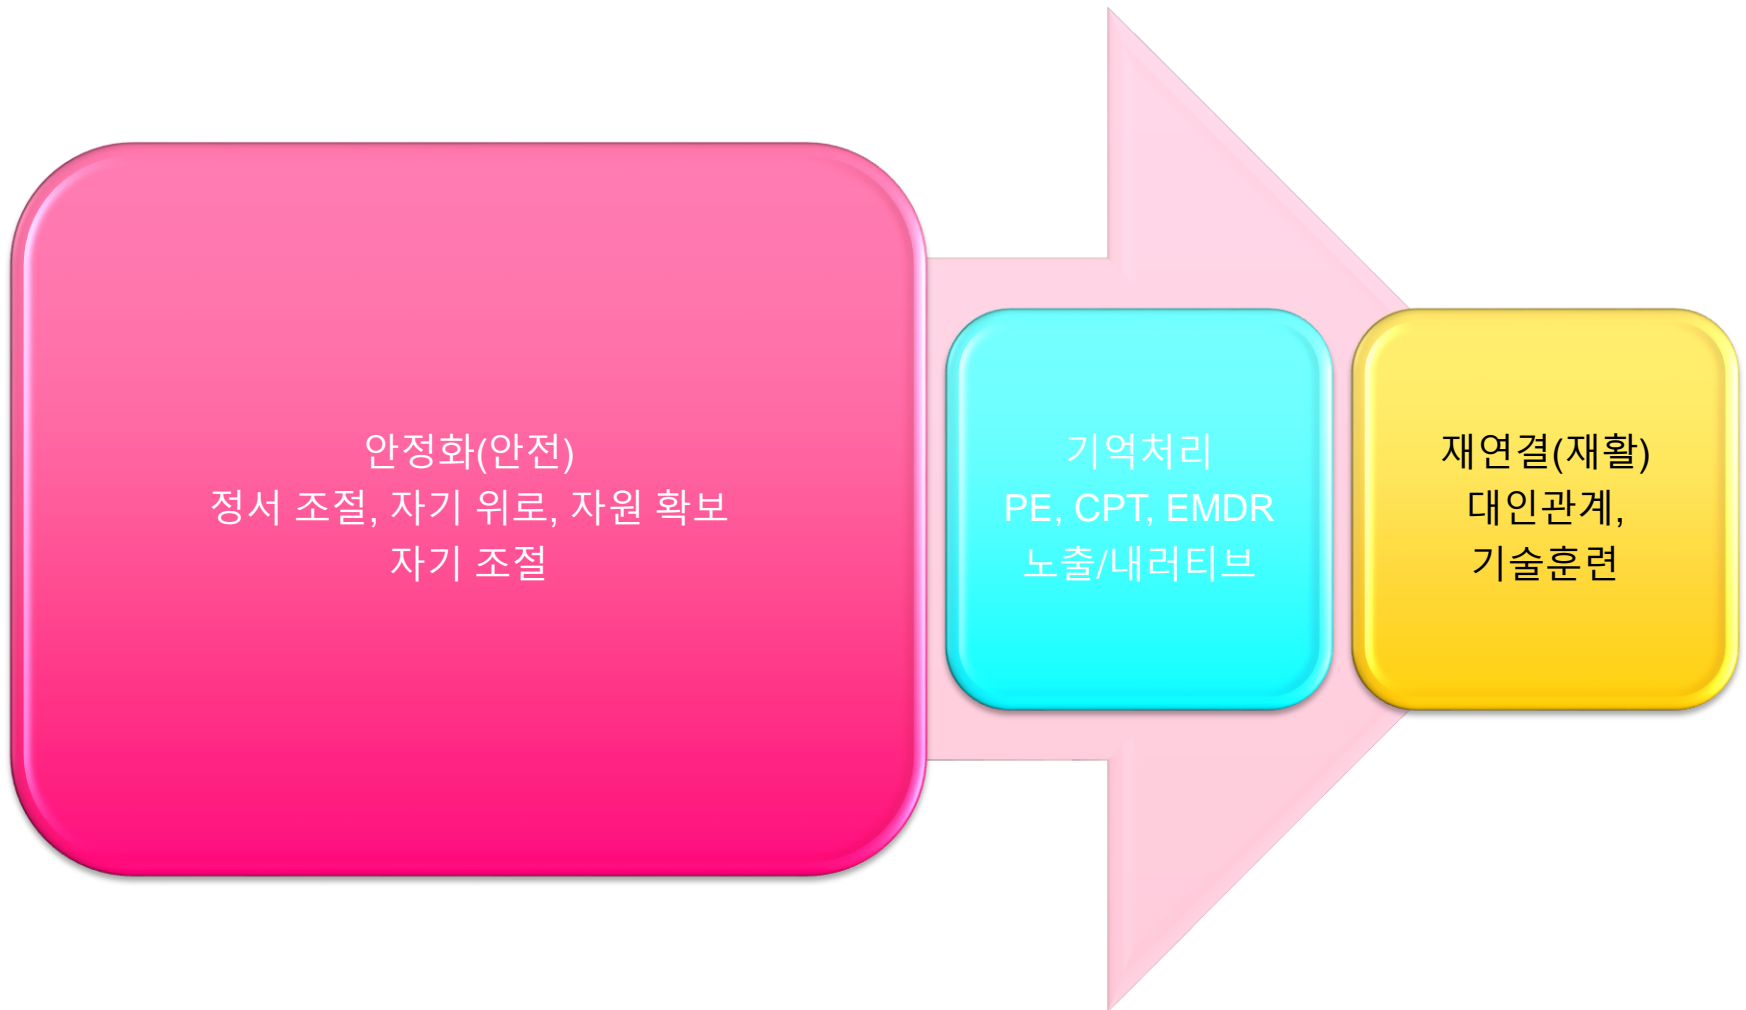 안정화(안전)
정서 조절, 자기 위로, 자원 확보
자기 조절
기억처리
PE, CPT, EMDR
노출/내러티브
재연결(재활)
대인관계,
기술훈련